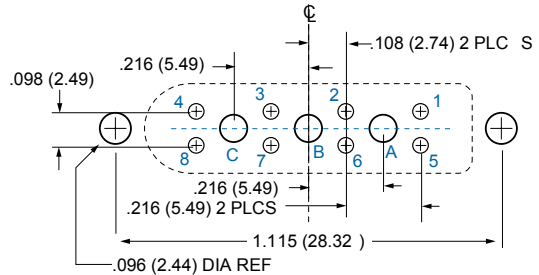 ℄
.108 (2.74) 2 PLC S
.216 (5.49)
.098 (2.49)
4 3 2 1
C B A
8 7 6 5
.216 (5.49)
.216 (5.49) 2 PLCS
1.115 (28.32 )
.096 (2.44) DIA REF